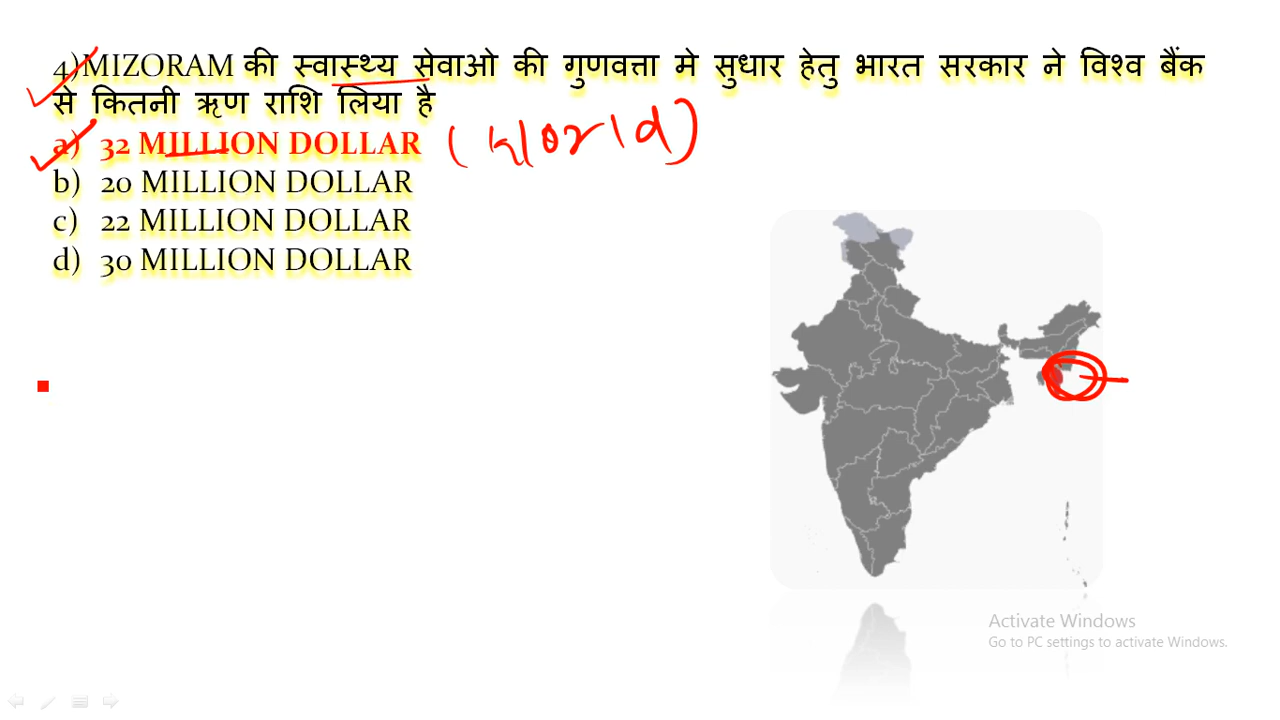 4)MIZORAM की स्वास्थ्य सेवाओ की गुणवत्ता मे सुधार हेतु भारत सरकार ने विश्व बैंक
से कितनी ऋण राशि लिया है
a) 32 MILLION DOLLAR
b) 20 MILLION DOLLAR
c) 22 MILLION DOLLAR
d) 30 MILLION DOLLAR
Activate Windows
Go to PC settings to activate Windows.